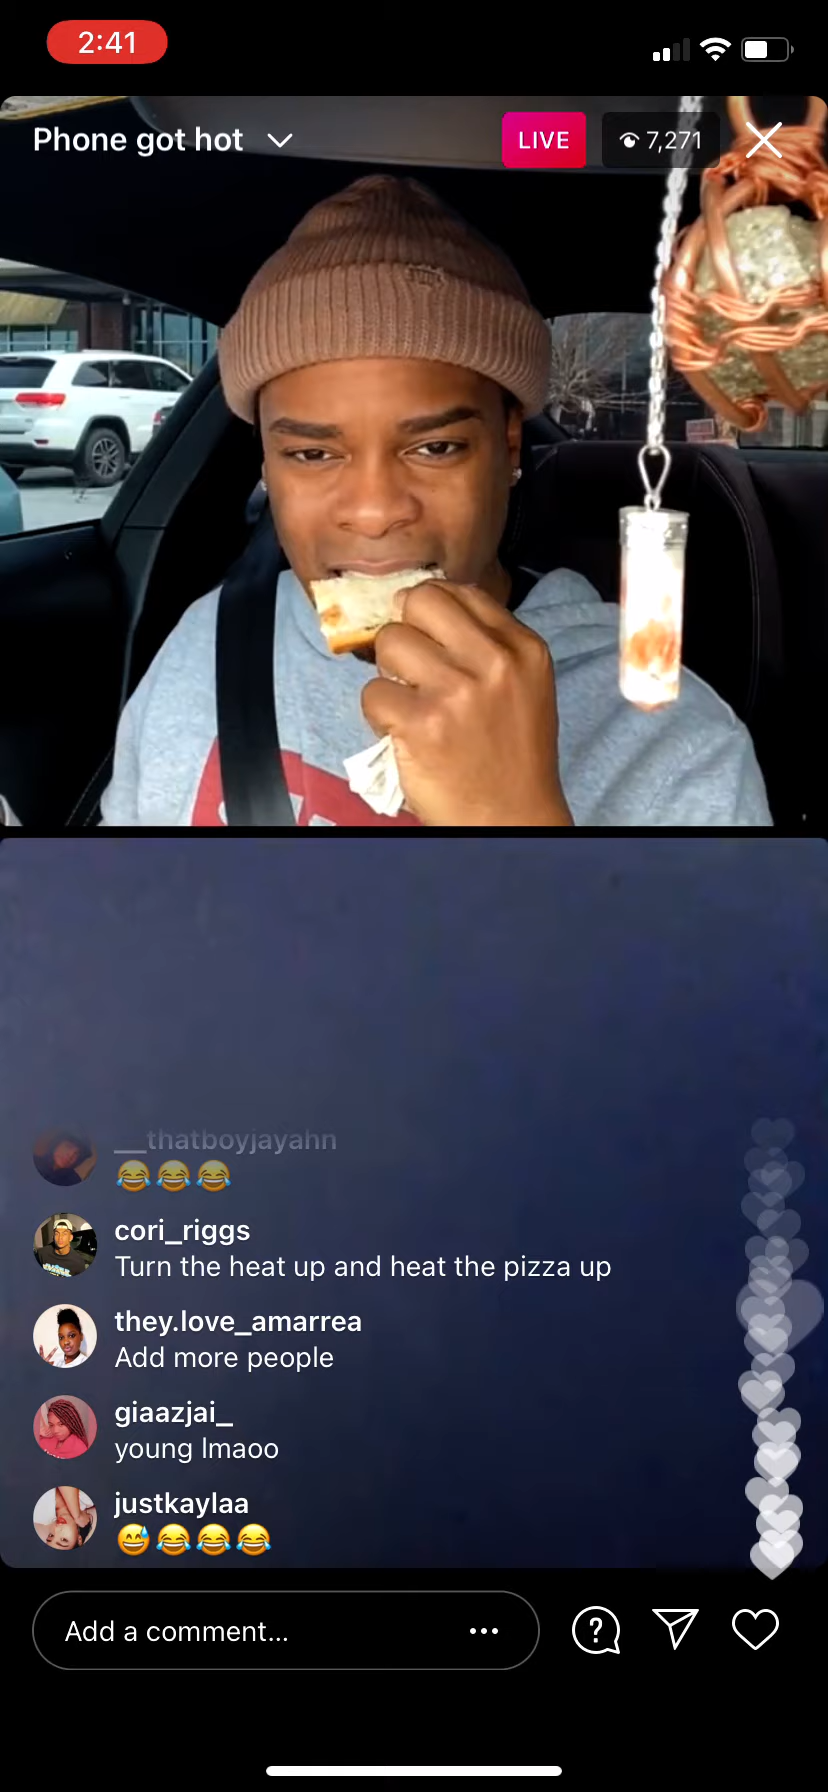 2:41
Phone got hot
LIVE
7,271
__thatboyjayahn
😂😂😂
cori_riggs
Turn the heat up and heat the pizza up
they.love_amarrea
Add more people
giaazjai_
young lmaoo
justkaylaa
😅😂😂😂
Add a comment...